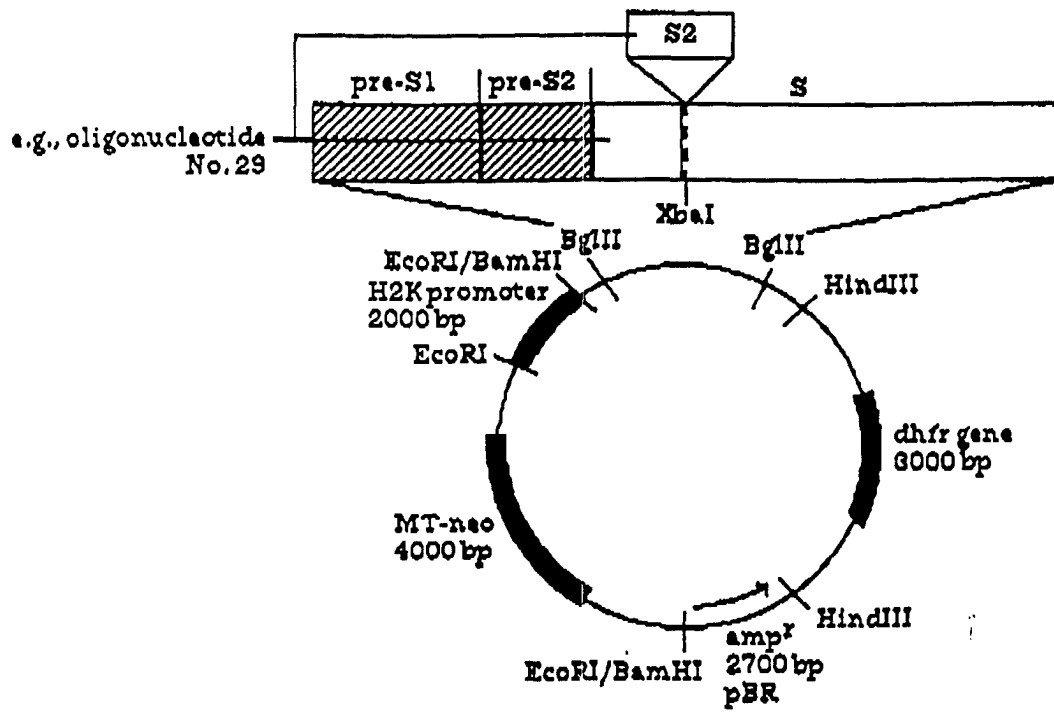 S2
pre-S1
pre-S2
S
e.g., oligonucleotide
No. 29
XbaI
BglII
BglII
EcoRI/BamHI
H2K promoter
2000 bp
HindIII
EcoRI
dhfr gene
3000 bp
MT-neo
4000 bp
HindIII
EcoRI/BamHI
amp^r
2700 bp
pBR